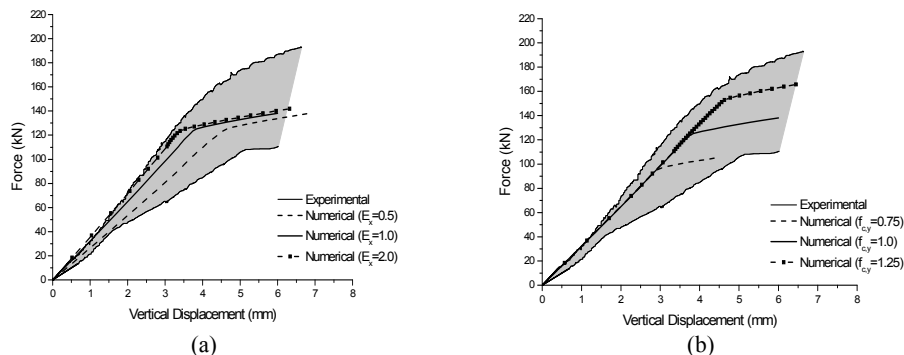 220
200
180
160
140
120
100
80
60
40
20
0
Force (kN)
0 1 2 3 4 5 6 7 8
Vertical Displacement (mm)
Experimental
Numerical (Ex=0.5)
Numerical (Ex=1.0)
Numerical (Ex=2.0)
(a)
220
200
180
160
140
120
100
80
60
40
20
0
Force (kN)
0 1 2 3 4 5 6 7 8
Vertical Displacement (mm)
Experimental
Numerical (fc,y=0.75)
Numerical (fc,y=1.0)
Numerical (fc,y=1.25)
(b)